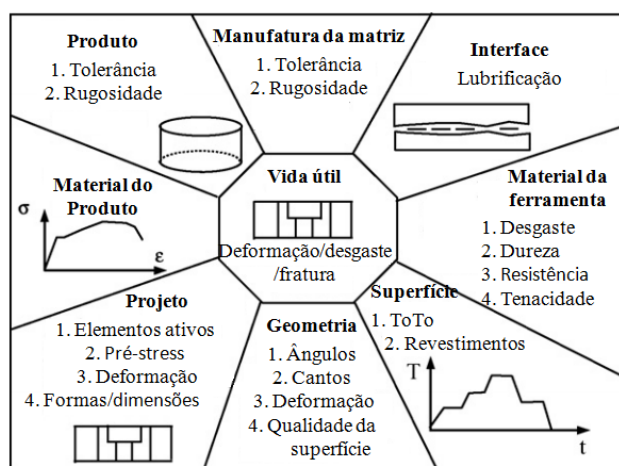 Produto
1. Tolerância
2. Rugosidade
Manufatura da matriz
1. Tolerância
2. Rugosidade
Interface
Lubrificação
Material do
Produto
σ
ε
Vida útil
Deformação/desgaste
/fratura
Material da
ferramenta
1. Desgaste
2. Dureza
3. Resistência
4. Tenacidade
Projeto
1. Elementos ativos
2. Pré-stress
3. Deformação
4. Formas/dimensões
Geometria
1. Ângulos
2. Cantos
3. Deformação
4. Qualidade da
superfície
Superfície
1. ToTo
2. Revestimentos
T
t